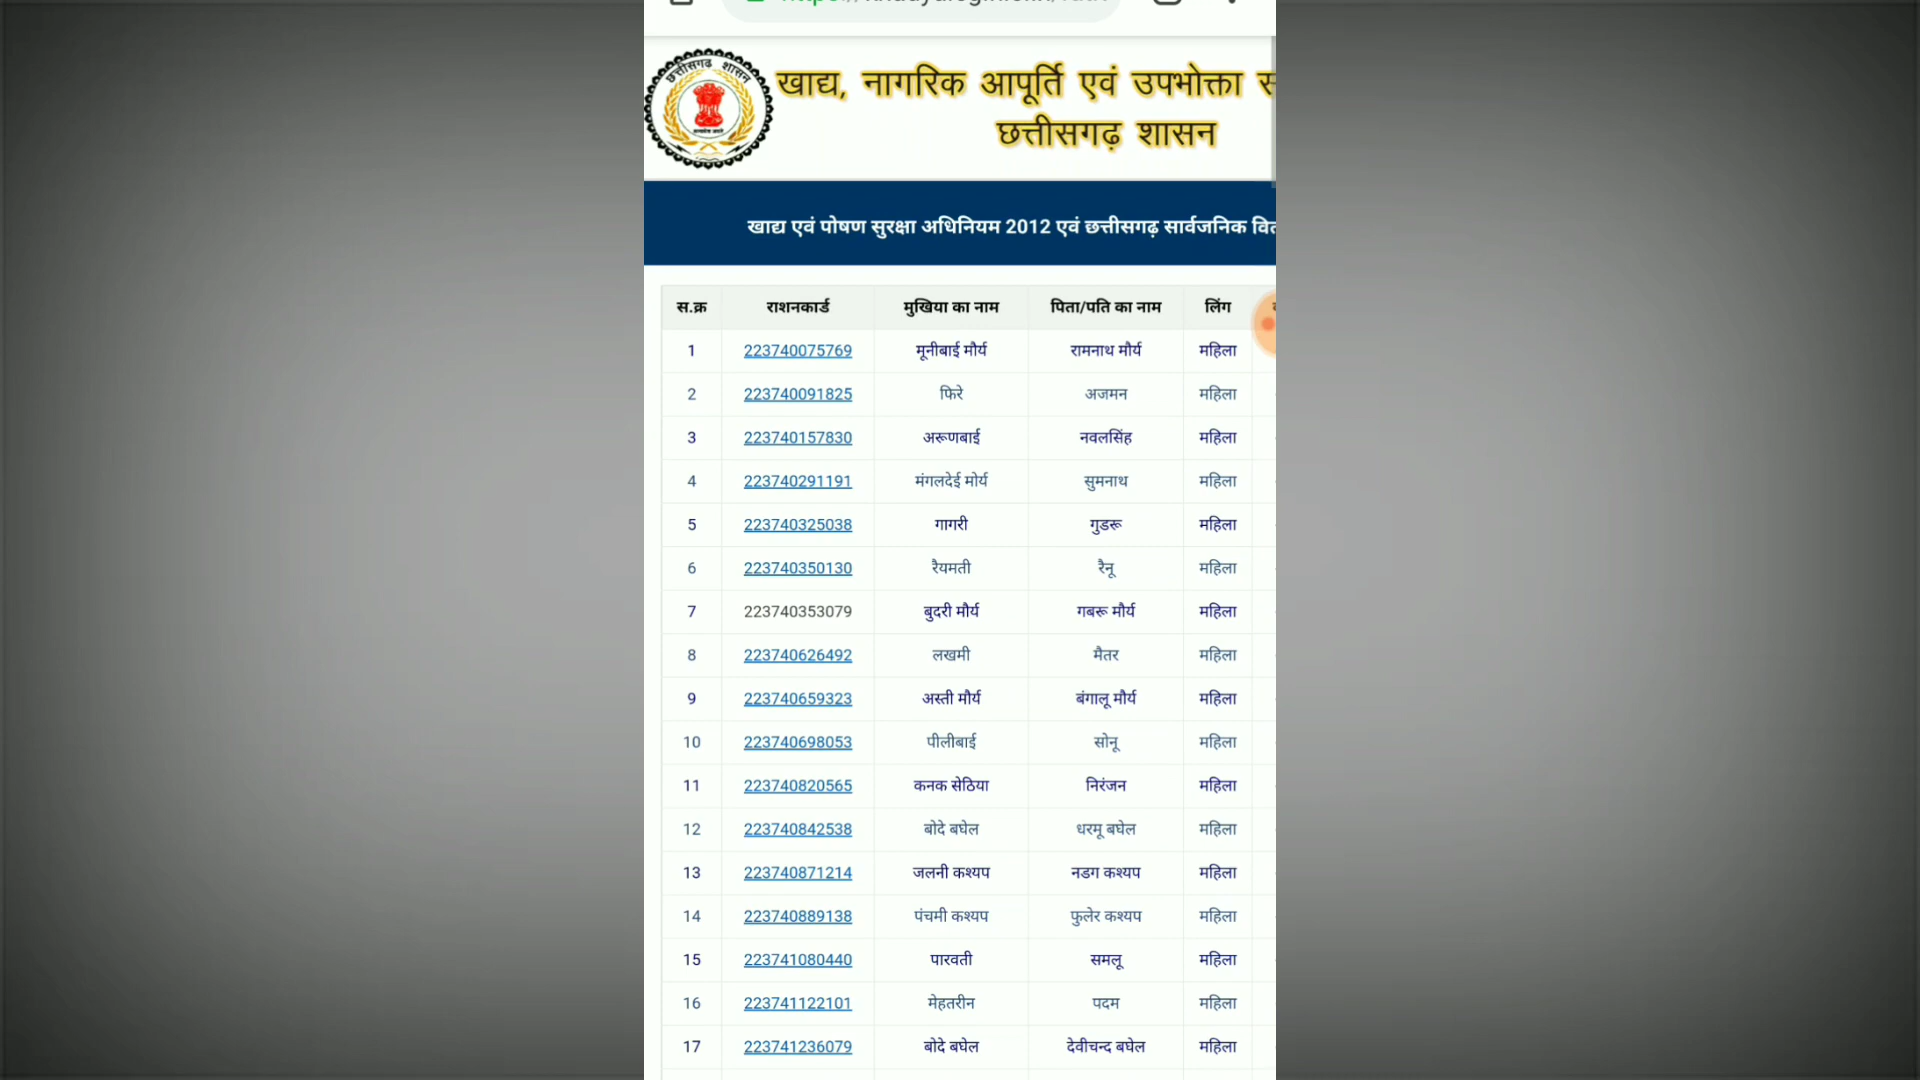 छत्तीसगढ़ शासन
खाद्य, नागरिक आपूर्ति एवं उपभोक्ता
छत्तीसगढ़ शासन
खाद्य एवं पोषण सुरक्षा अधिनियम 2012 एवं छत्तीसगढ़ सार्वजनिक
स.क्र राशनकार्ड मुखिया का नाम पिता/पति का नाम लिंग
1 223740075769 मूनीबाई मौर्य रामनाथ मौर्य महिला
2 223740091825 फिरे अजमन महिला
3 223740157830 अरूणबाई नवलसिंह महिला
4 223740291191 मंगलदेई मोर्य सुमनाथ महिला
5 223740325038 गागरी गुडरू महिला
6 223740350130 रैयमती रैनू महिला
7 223740353079 बुदरी मौर्य गबरू मौर्य महिला
8 223740626492 लखमी मैतर महिला
9 223740659323 अस्ती मौर्य बंगालू मौर्य महिला
10 223740698053 पीलीबाई सोनू महिला
11 223740820565 कनक सेठिया निरंजन महिला
12 223740842538 बोदे बघेल धरमू बघेल महिला
13 223740871214 जलनी कश्यप नडग कश्यप महिला
14 223740889138 पंचमी कश्यप फुलेर कश्यप महिला
15 223741080440 पारवती समलू महिला
16 223741122101 मेहतरीन पदम महिला
17 223741236079 बोदे बघेल देवीचन्द बघेल महिला